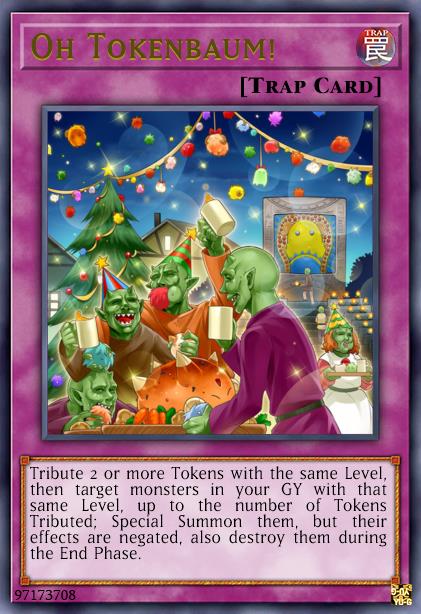 OH TOKENBAUM!
TRAP
罠
[TRAP CARD]
Tribute 2 or more Tokens with the same Level,
then target monsters in your GY with that
same Level, up to the number of Tokens
Tributed; Special Summon them, but their
effects are negated, also destroy them during
the End Phase.
97173708